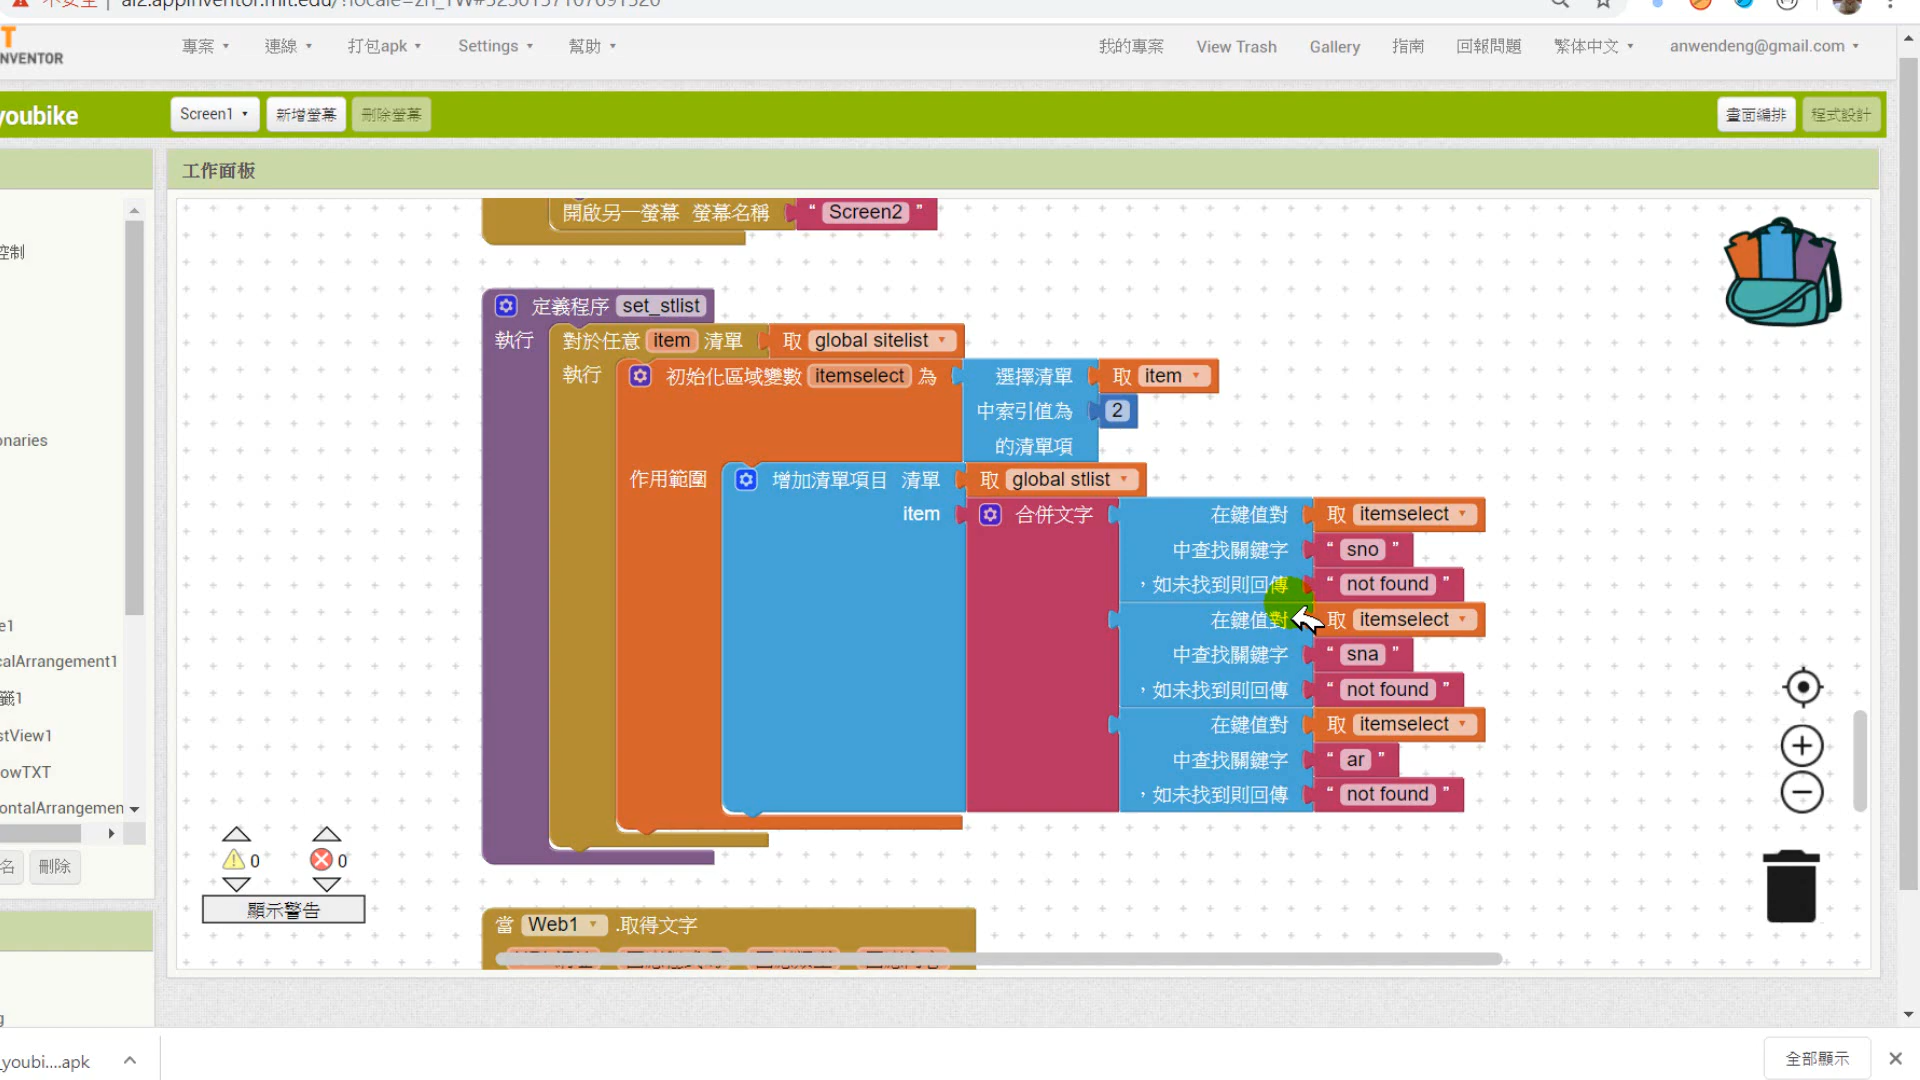 不安全 | ai2.appinventor.mit.edu/?locale=zh_TW#5250157107691520
INVENTOR
專案 連線 打包apk Settings 幫助 我的專案 View Trash Gallery 指南 回報問題 繁体中文 anwendeng@gmail.com
youbike Screen1 新增螢幕 刪除螢幕 畫面編排 程式設計
工作面板
控制
onaries
e1
calArrangement1
籤1
stView1
owTXT
ontalArrangemen
名 刪除
開啟另一螢幕 螢幕名稱 " Screen2 "
定義程序 set_stlist
執行 對於任意 item 清單 取 global sitelist
執行 初始化區域變數 itemselect 為 選擇清單 取 item
中索引值為 2
的清單項
作用範圍 增加清單項目 清單 取 global stlist
item 合併文字 在鍵值對 取 itemselect
中查找關鍵字 " sno "
，如未找到則回傳 " not found "
在鍵值對 取 itemselect
中查找關鍵字 " sna "
，如未找到則回傳 " not found "
在鍵值對 取 itemselect
中查找關鍵字 " ar "
，如未找到則回傳 " not found "
0 0
顯示警告
當 Web1 .取得文字
g
_youbi....apk 全部顯示